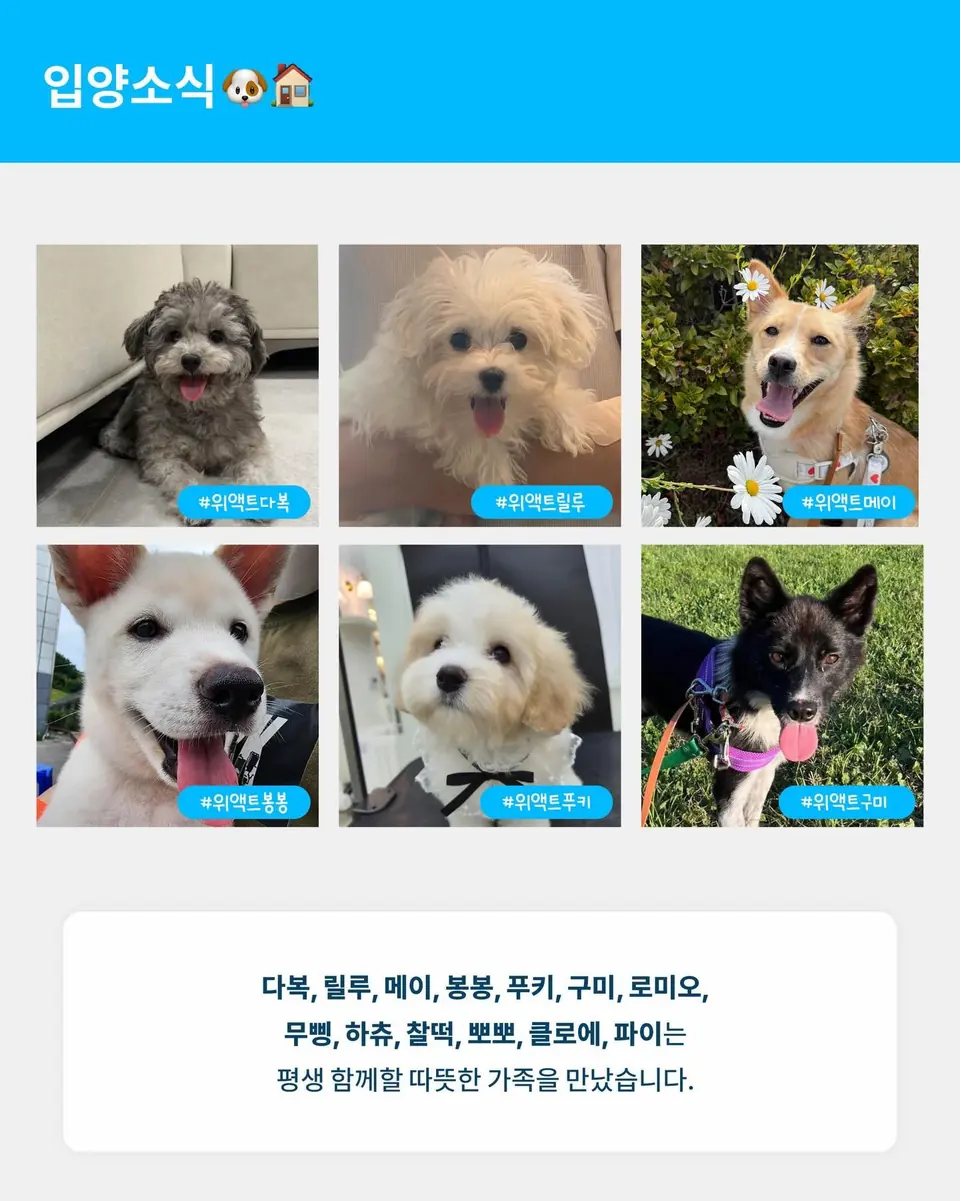 입양소식🐶🏠
#위액트다복
#위액트릴루
#위액트메이
#위액트봉봉
#위액트푸키
#위액트구미
다복, 릴루, 메이, 봉봉, 푸키, 구미, 로미오,
무삥, 하츄, 찰떡, 뽀뽀, 클로에, 파이는
평생 함께할 따뜻한 가족을 만났습니다.